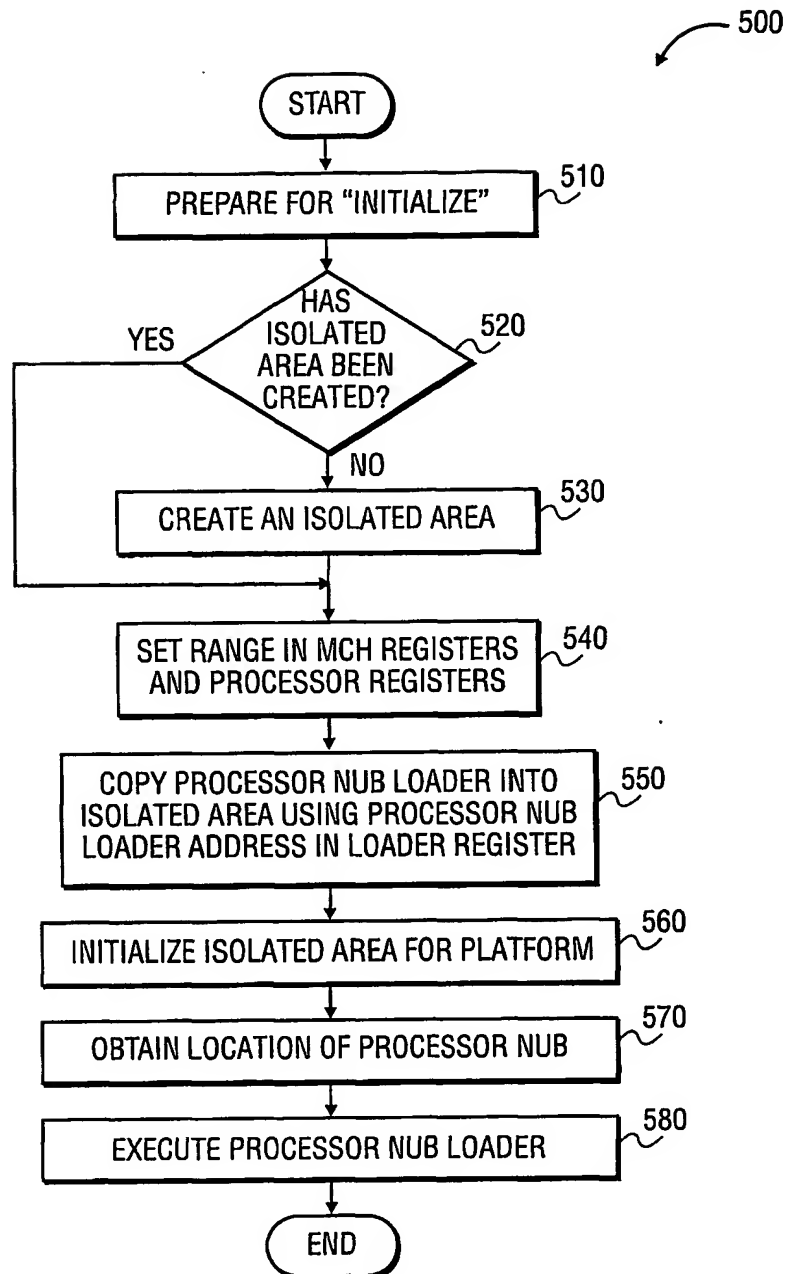 500
START
PREPARE FOR “INITIALIZE”
510
HAS
ISOLATED
AREA BEEN
CREATED?
520
YES
NO
CREATE AN ISOLATED AREA
530
SET RANGE IN MCH REGISTERS
AND PROCESSOR REGISTERS
540
COPY PROCESSOR NUB LOADER INTO
ISOLATED AREA USING PROCESSOR NUB
LOADER ADDRESS IN LOADER REGISTER
550
INITIALIZE ISOLATED AREA FOR PLATFORM
560
OBTAIN LOCATION OF PROCESSOR NUB
570
EXECUTE PROCESSOR NUB LOADER
580
END